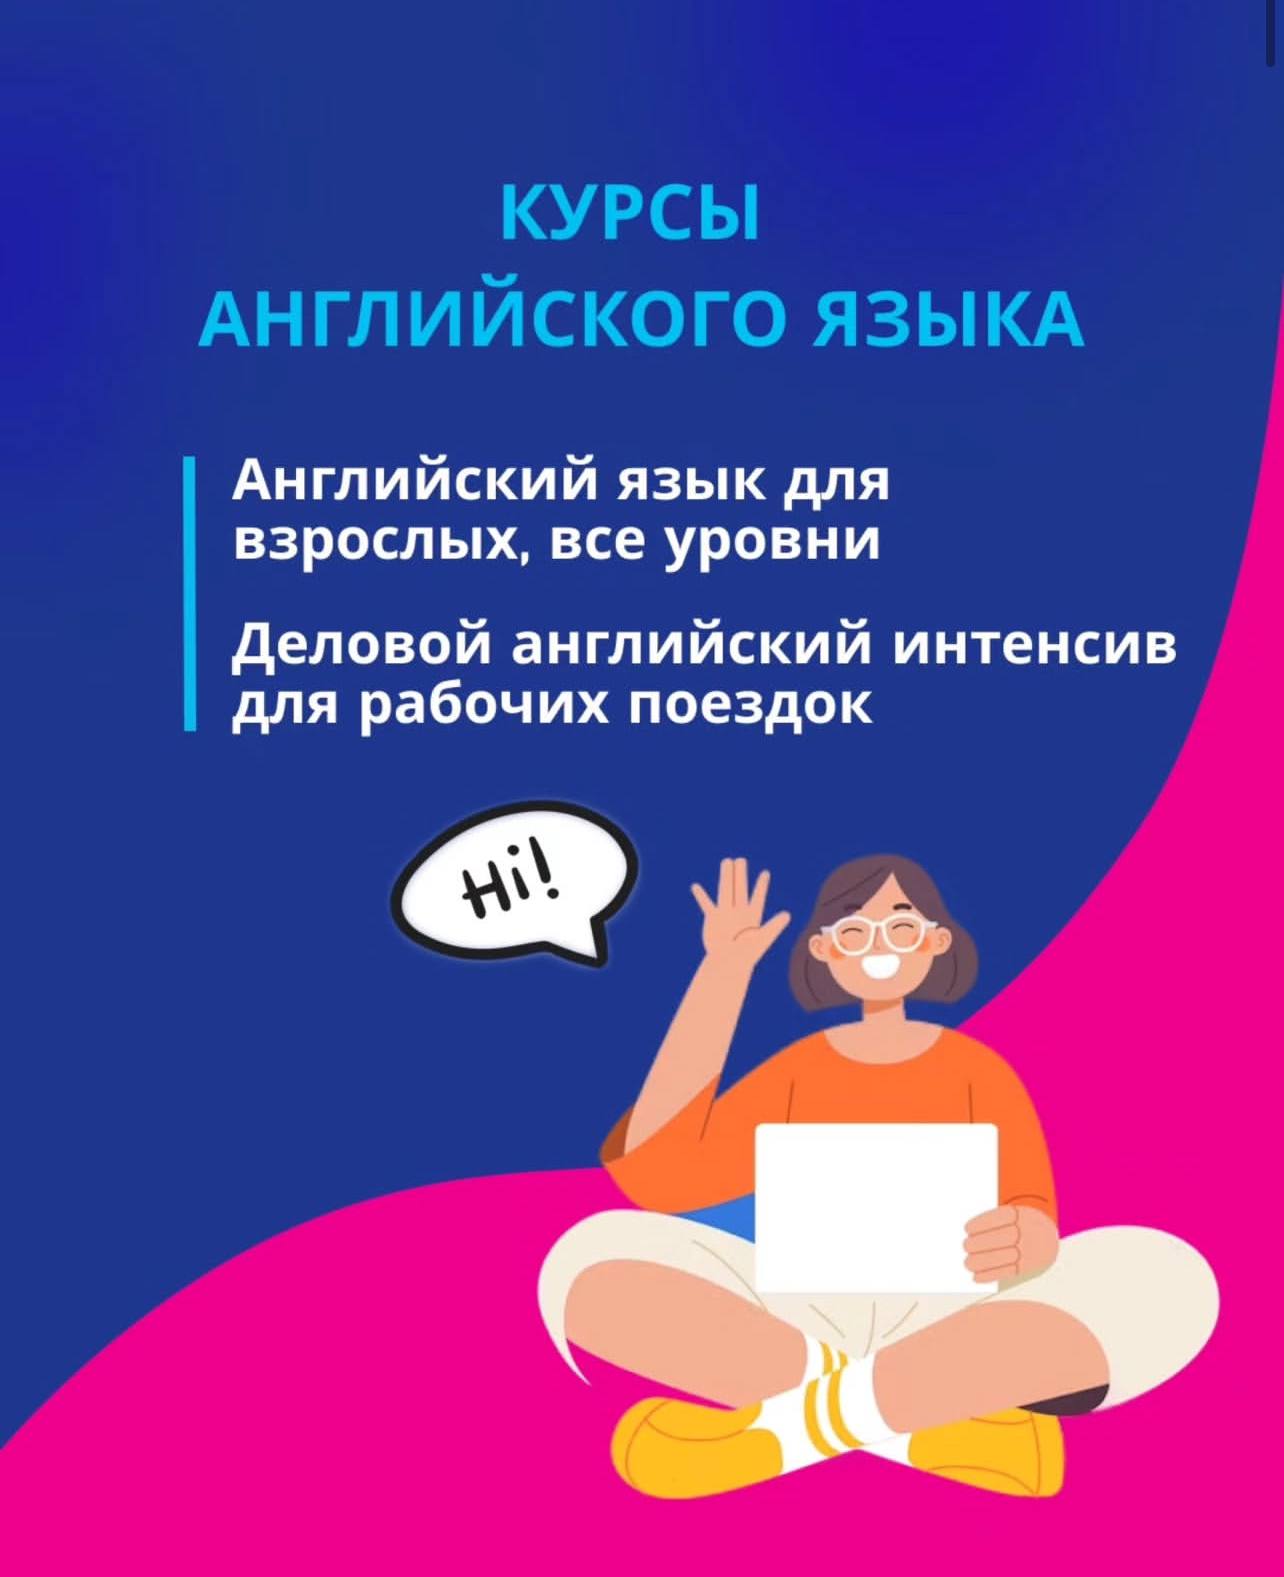 КУРСЫ
АНГЛИЙСКОГО ЯЗЫКА
Английский язык для
взрослых, все уровни
Деловой английский интенсив
для рабочих поездок
Hi!